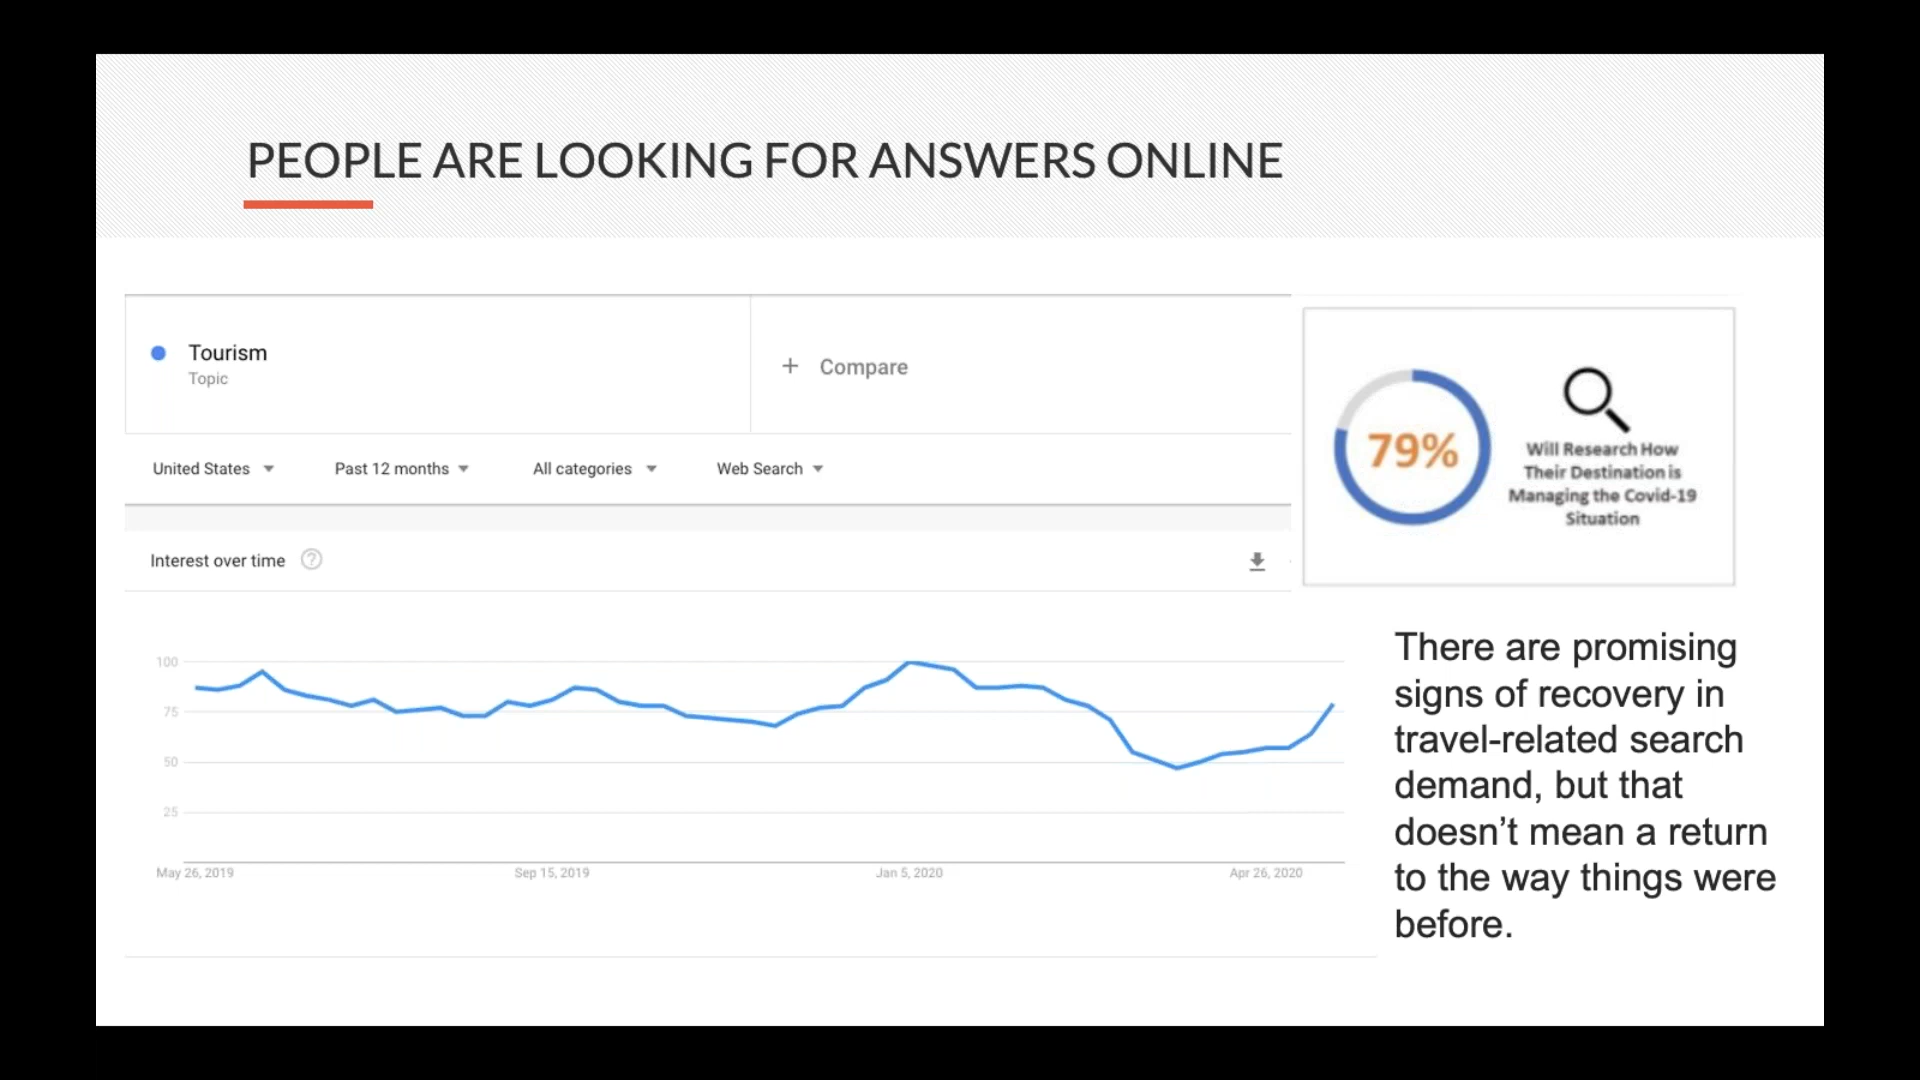 PEOPLE ARE LOOKING FOR ANSWERS ONLINE
Tourism
Topic
+ Compare
United States
Past 12 months
All categories
Web Search
Interest over time ?
100
75
50
25
May 26, 2019
Sep 15, 2019
Jan 5, 2020
Apr 26, 2020
79%
Will Research How
Their Destination is
Managing the Covid-19
Situation
There are promising
signs of recovery in
travel-related search
demand, but that
doesn’t mean a return
to the way things were
before.